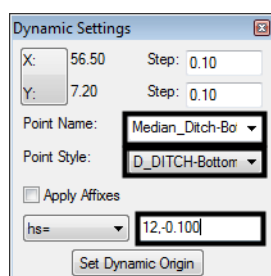 Dynamic Settings
X: 56.50 Step: 0.10
Y: 7.20 Step: 0.10
Point Name: Median_Ditch-Bo
Point Style: D_DITCH-Bottom
Apply Affixes
hs= 12,-0.100
Set Dynamic Origin